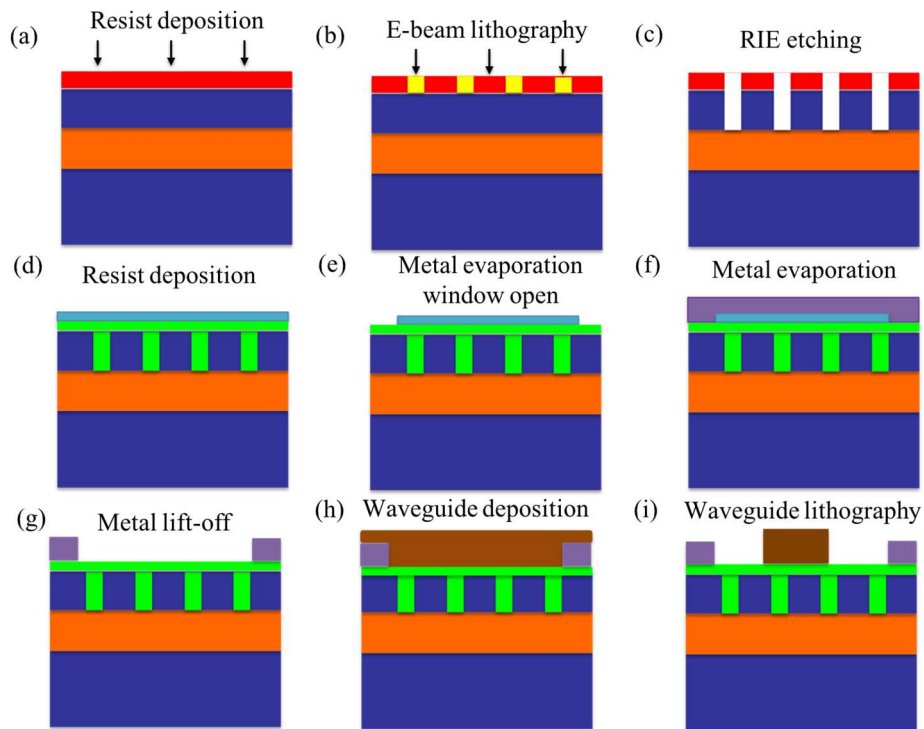 (a) Resist deposition
(b) E-beam lithography
(c) RIE etching
(d) Resist deposition
(e) Metal evaporation
window open
(f) Metal evaporation
(g) Metal lift-off
(h) Waveguide deposition
(i) Waveguide lithography